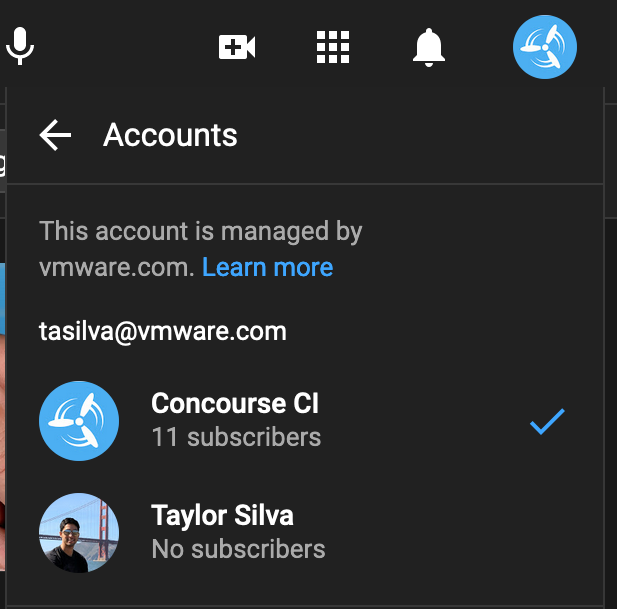 Accounts
This account is managed by
vmware.com. Learn more
tasilva@vmware.com
Concourse CI
11 subscribers
Taylor Silva
No subscribers